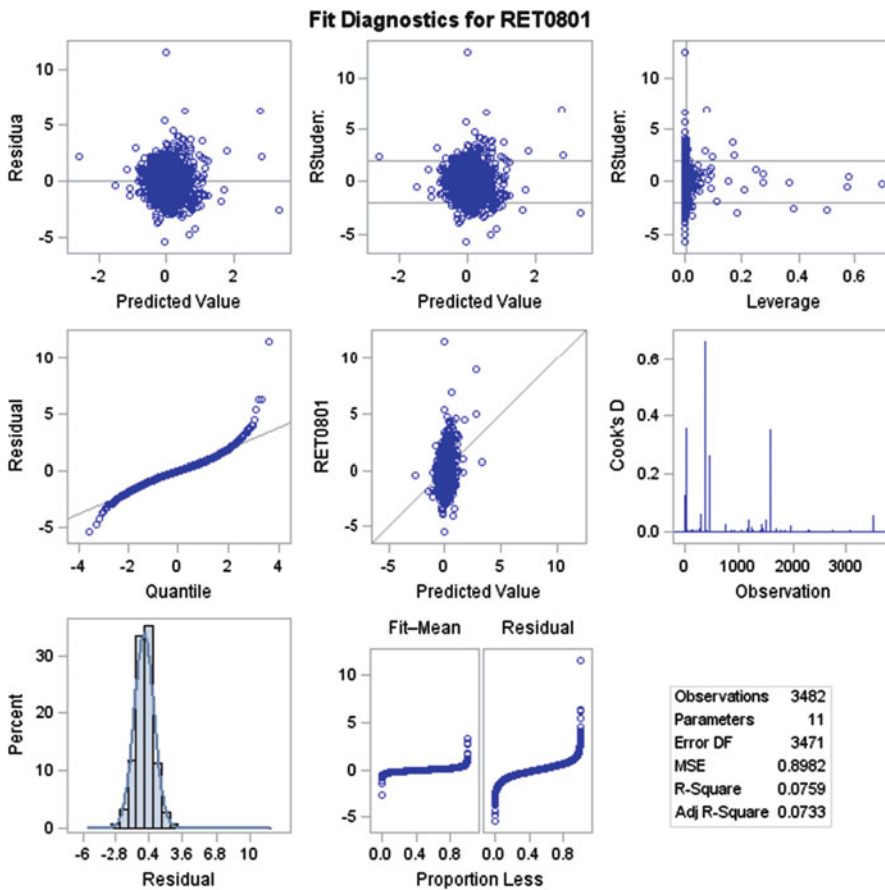 Fit Diagnostics for RET0801
Residua
10
5
0
-5
-2 0 2
Predicted Value
RStuden:
10
5
0
-5
-2 0 2
Predicted Value
RStuden:
10
5
0
-5
0.0 0.2 0.4 0.6
Leverage
Residual
10
5
0
-5
-4 -2 0 2 4
Quantile
RET0801
10
5
0
-5
-5 0 5 10
Predicted Value
Cook's D
0.6
0.4
0.2
0.0
0 1000 2000 3000
Observation
Percent
30
20
10
0
-6 -2.8 0.4 3.6 6.8 10
Residual
Fit–Mean Residual
10
5
0
-5
0.0 0.8 0.0 0.8
Proportion Less
Observations 3482
Parameters 11
Error DF 3471
MSE 0.8982
R-Square 0.0759
Adj R-Square 0.0733